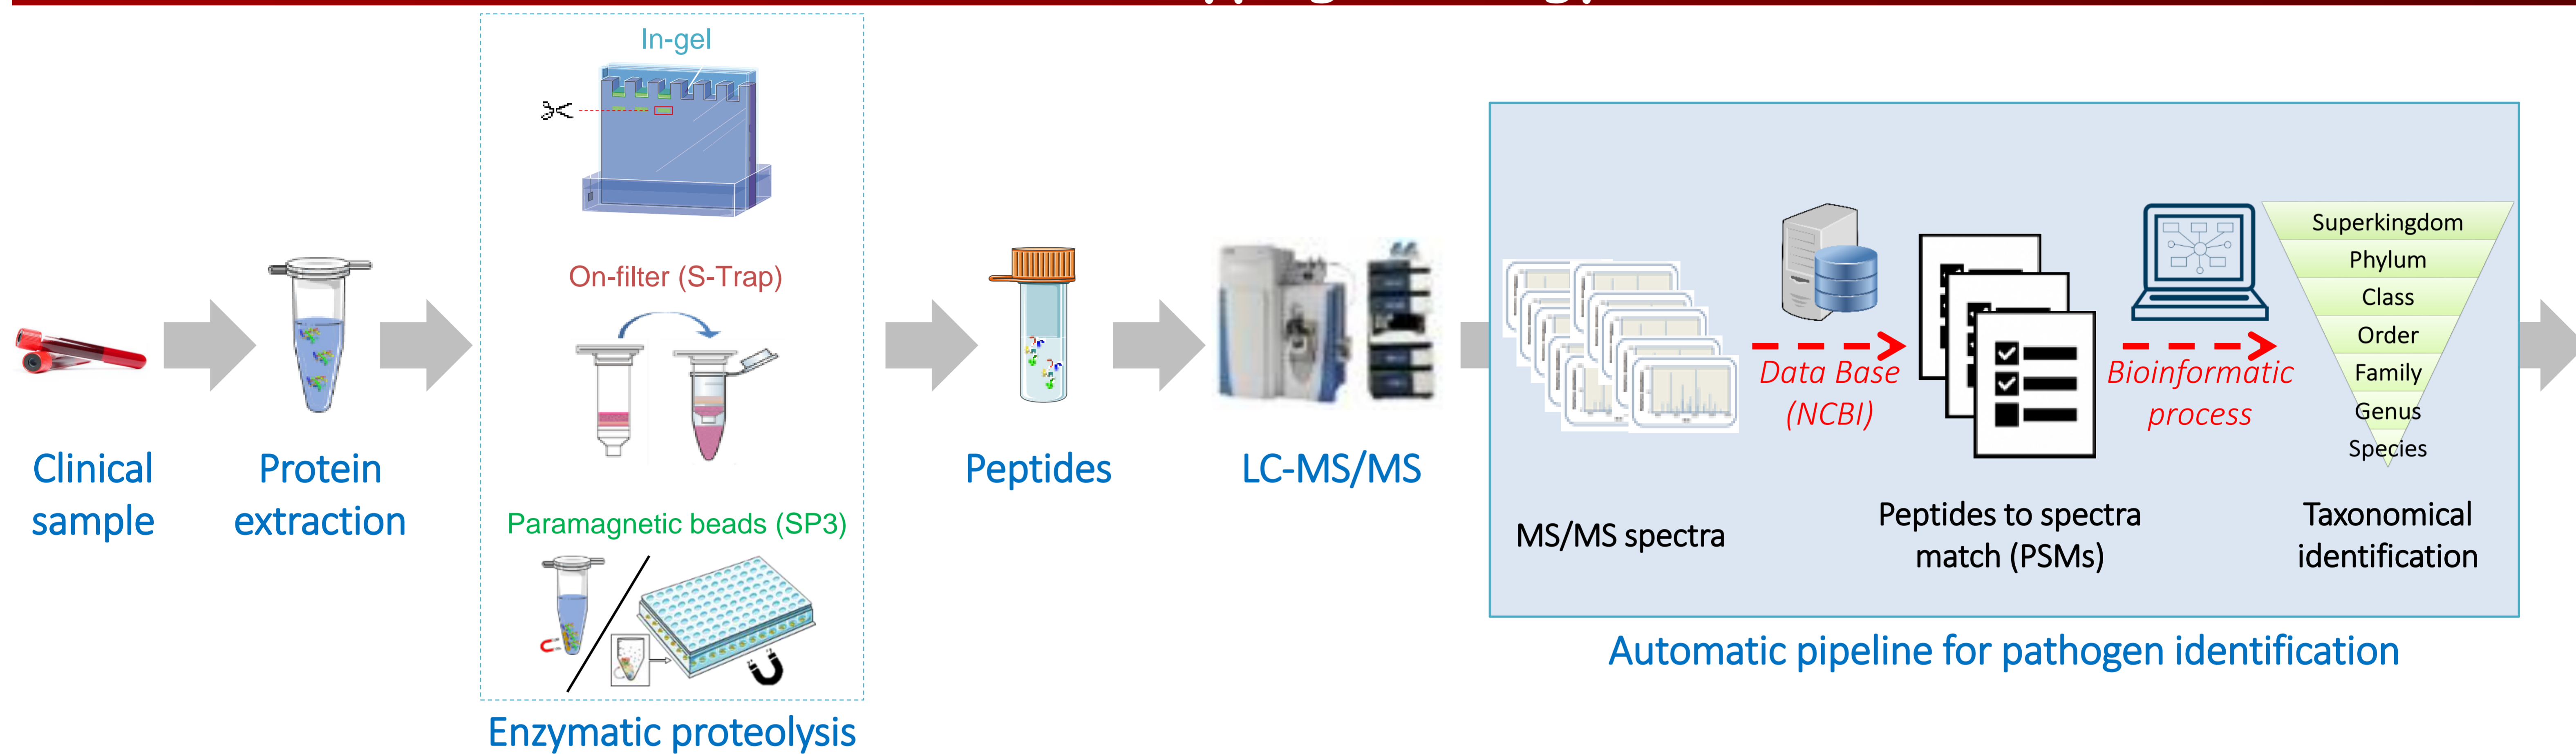 In-gel
On-filter (S-Trap)
Paramagnetic beads (SP3)
Clinical
sample
Protein
extraction
Enzymatic proteolysis
Peptides
LC-MS/MS
MS/MS spectra
Data Base
(NCBI)
Peptides to spectra
match (PSMs)
Bioinformatic
process
Superkingdom
Phylum
Class
Order
Family
Genus
Species
Taxonomical
identification
Automatic pipeline for pathogen identification